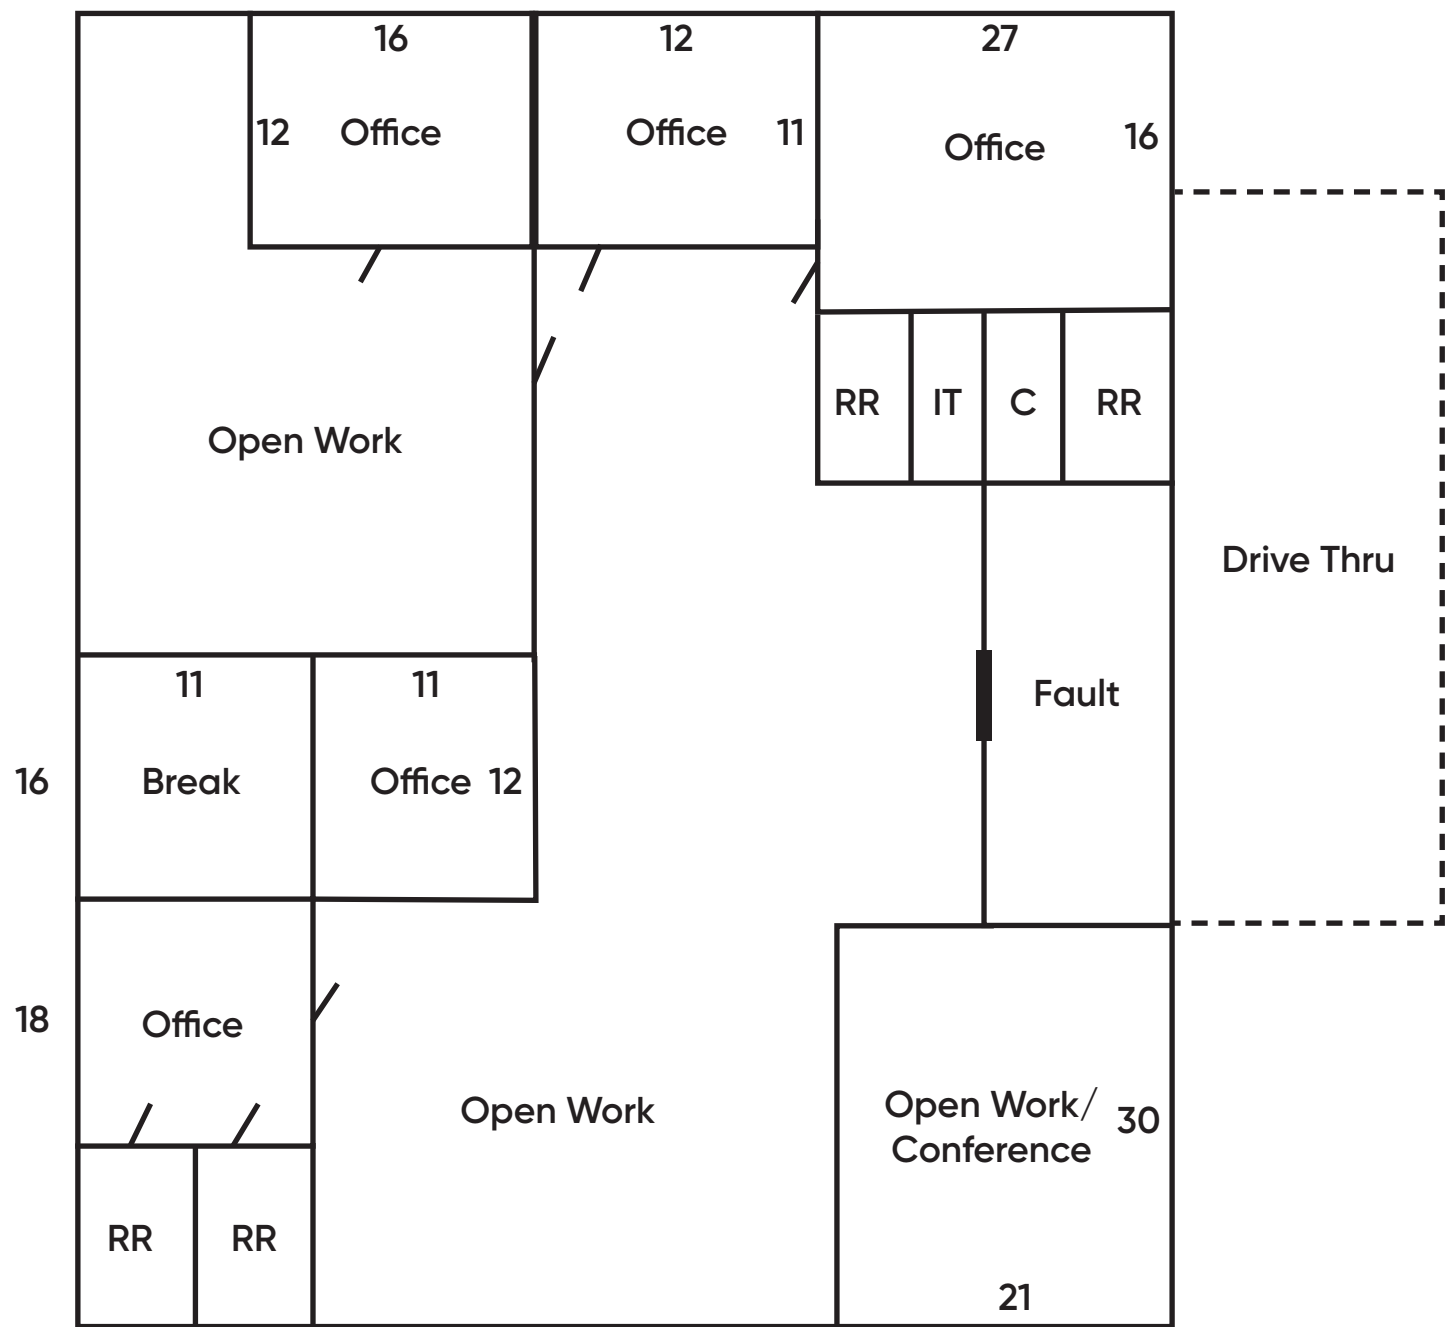 16
12
27
12
Office
Office
11
Office
16
RR
IT
C
RR
Open Work
Drive Thru
11
11
Fault
16
Break
Office
12
18
Office
Open Work
Open Work/
Conference
30
RR
RR
21